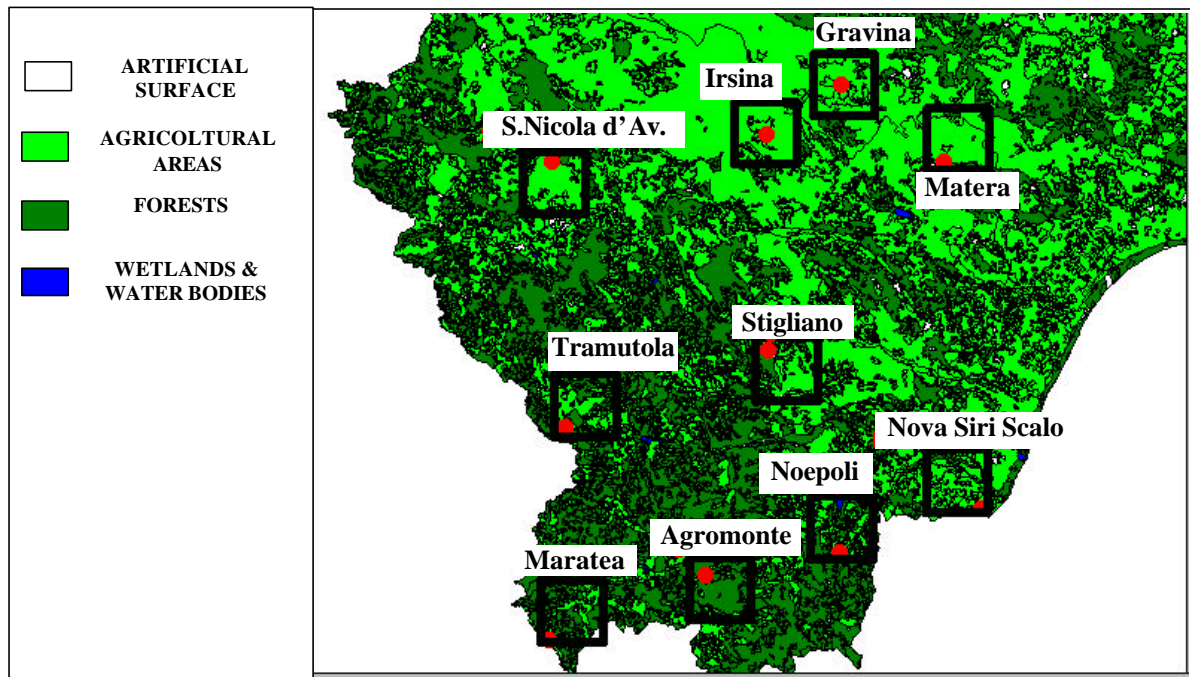 ARTIFICIAL
SURFACE
AGRICOLTURAL
AREAS
FORESTS
WETLANDS &
WATER BODIES
Gravina
Irsina
S.Nicola d'Av.
Matera
Stigliano
Tramutola
Nova Siri Scalo
Noepoli
Agromonte
Maratea